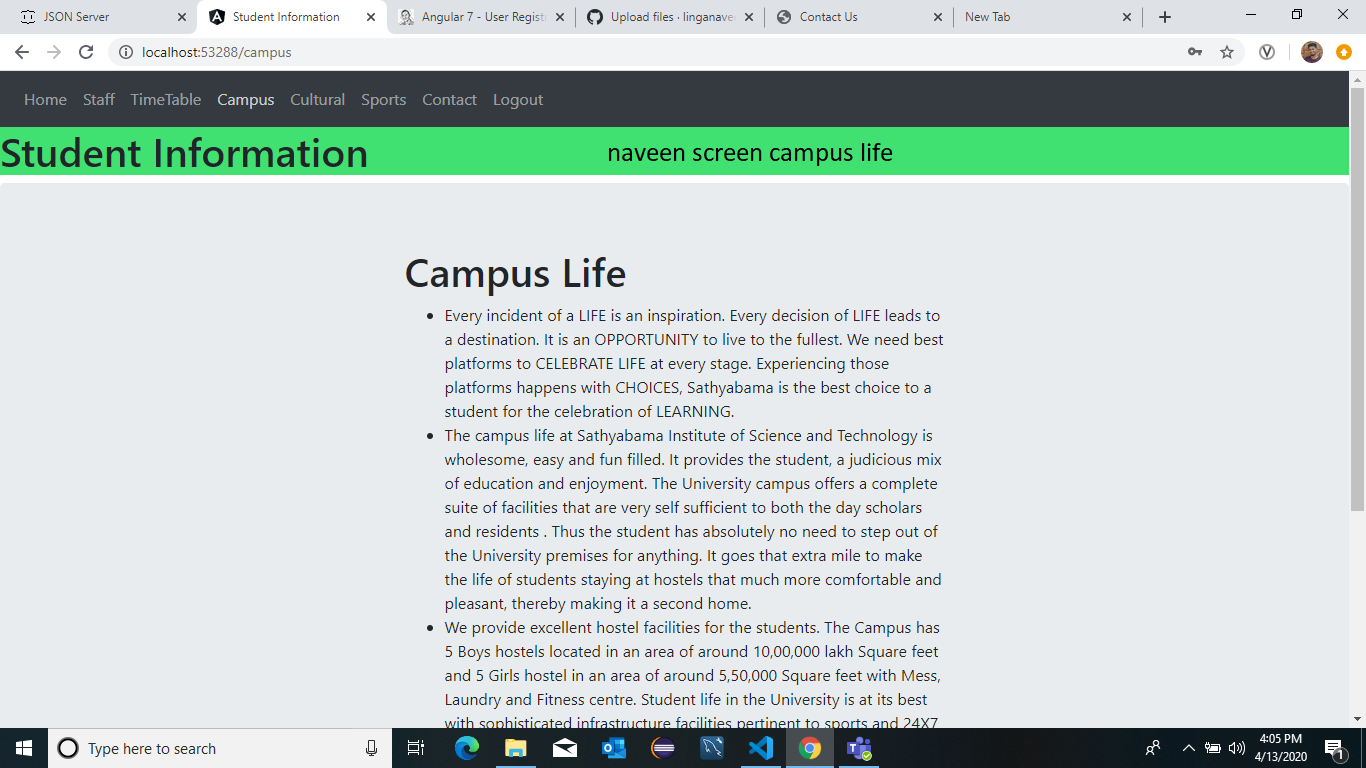 JSON Server
Student Information
Angular 7 - User Registr
Upload files · linganave
Contact Us
New Tab
localhost:53288/campus
Home Staff TimeTable Campus Cultural Sports Contact Logout
Student Information
naveen screen campus life
Campus Life
Every incident of a LIFE is an inspiration. Every decision of LIFE leads to
a destination. It is an OPPORTUNITY to live to the fullest. We need best
platforms to CELEBRATE LIFE at every stage. Experiencing those
platforms happens with CHOICES, Sathyabama is the best choice to a
student for the celebration of LEARNING.
The campus life at Sathyabama Institute of Science and Technology is
wholesome, easy and fun filled. It provides the student, a judicious mix
of education and enjoyment. The University campus offers a complete
suite of facilities that are very self sufficient to both the day scholars
and residents . Thus the student has absolutely no need to step out of
the University premises for anything. It goes that extra mile to make
the life of students staying at hostels that much more comfortable and
pleasant, thereby making it a second home.
We provide excellent hostel facilities for the students. The Campus has
5 Boys hostels located in an area of around 10,00,000 lakh Square feet
and 5 Girls hostel in an area of around 5,50,000 Square feet with Mess,
Laundry and Fitness centre. Student life in the University is at its best
with sophisticated infrastructure facilities pertinent to sports and 24X7
Type here to search
4:05 PM
4/13/2020
1